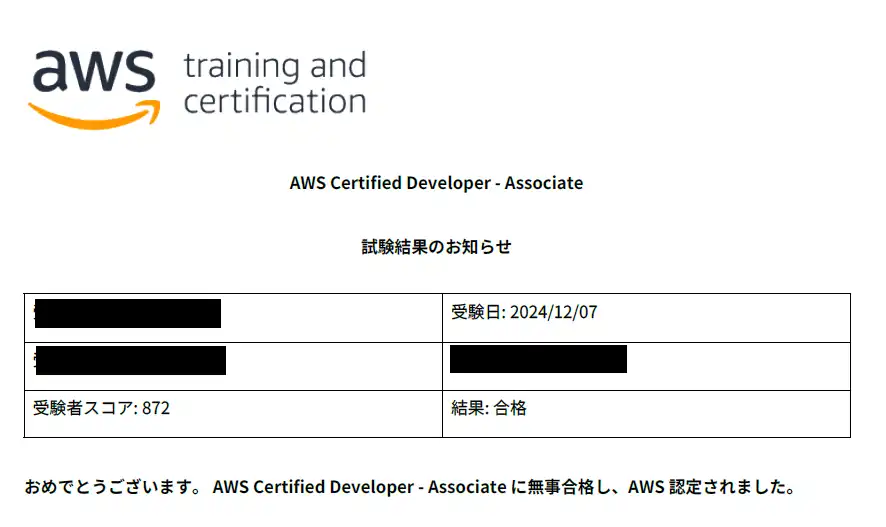 aws training and
certification
AWS Certified Developer - Associate
試験結果のお知らせ
受験日: 2024/12/07
受験者スコア: 872
結果: 合格
おめでとうございます。 AWS Certified Developer - Associate に無事合格し、AWS 認定されました。